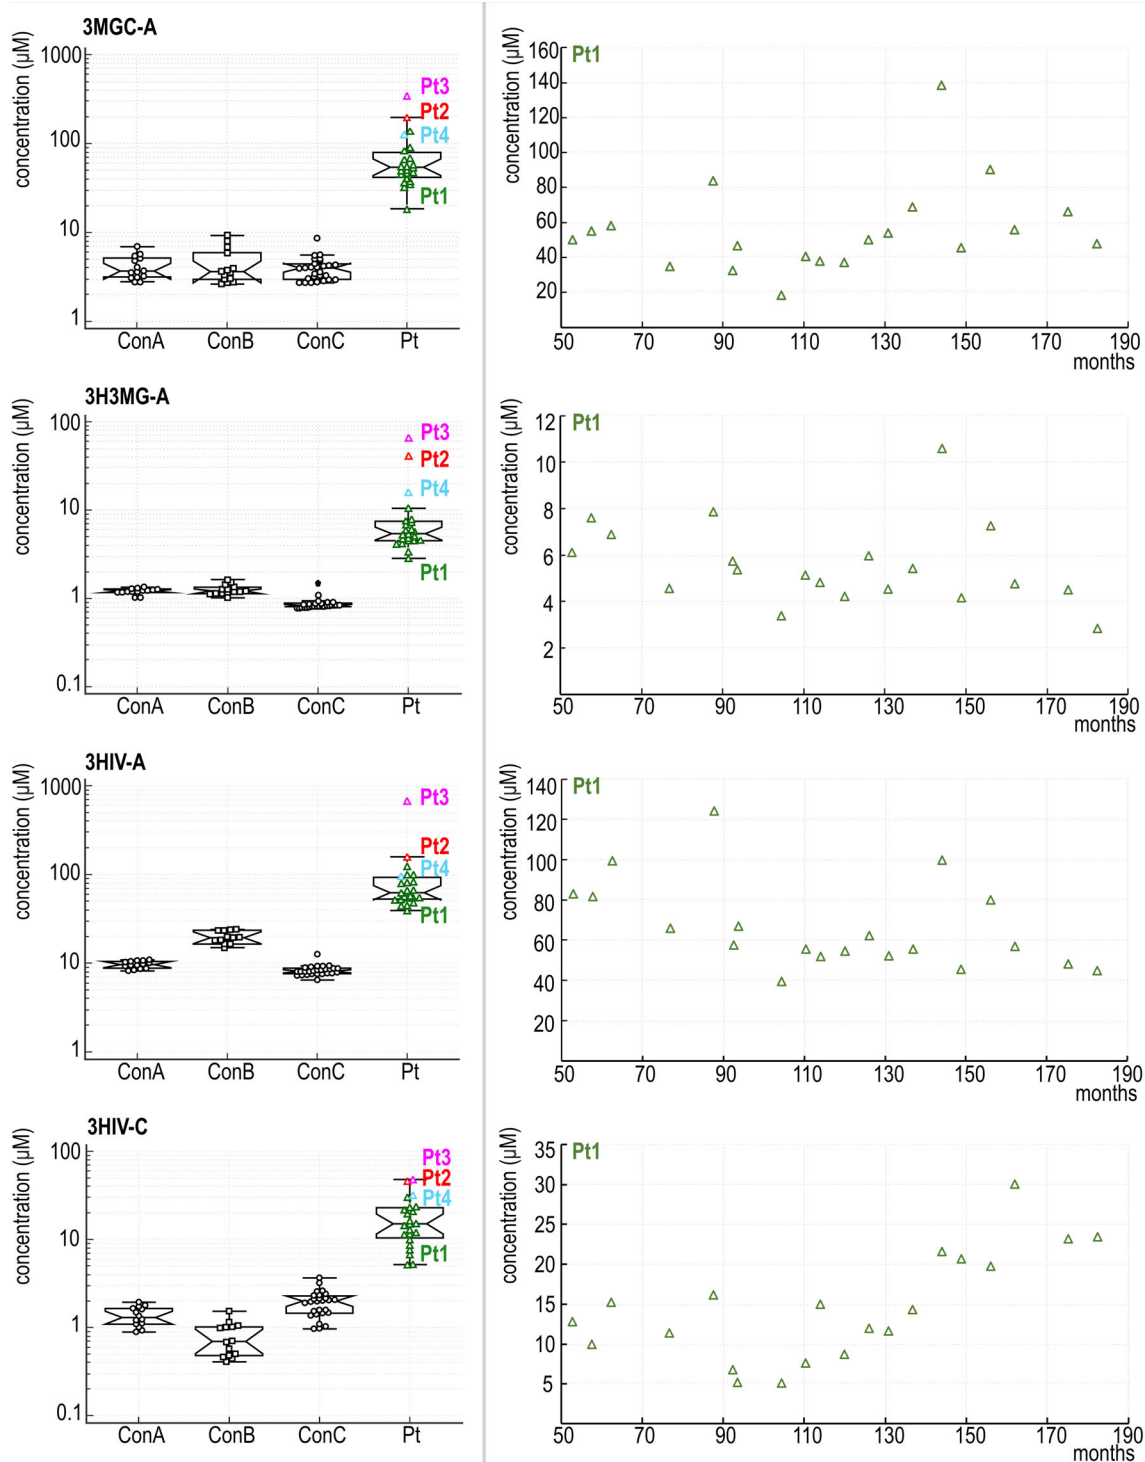 3MGC-A
concentration (µM)
1000
100
10
1
Pt3
Pt2
Pt4
Pt1
ConA ConB ConC Pt
concentration (µM)
160
140
120
100
80
60
40
20
Pt1
50 70 90 110 130 150 170 190
months
3H3MG-A
concentration (µM)
100
10
1
0.1
Pt3
Pt2
Pt4
Pt1
ConA ConB ConC Pt
concentration (µM)
12
10
8
6
4
2
Pt1
50 70 90 110 130 150 170 190
months
3HIV-A
concentration (µM)
1000
100
10
1
Pt3
Pt2
Pt4
Pt1
ConA ConB ConC Pt
concentration (µM)
140
120
100
80
60
40
20
Pt1
50 70 90 110 130 150 170 190
months
3HIV-C
concentration (µM)
100
10
1
0.1
Pt3
Pt2
Pt4
Pt1
ConA ConB ConC Pt
concentration (µM)
35
30
25
20
15
10
5
Pt1
50 70 90 110 130 150 170 190
months